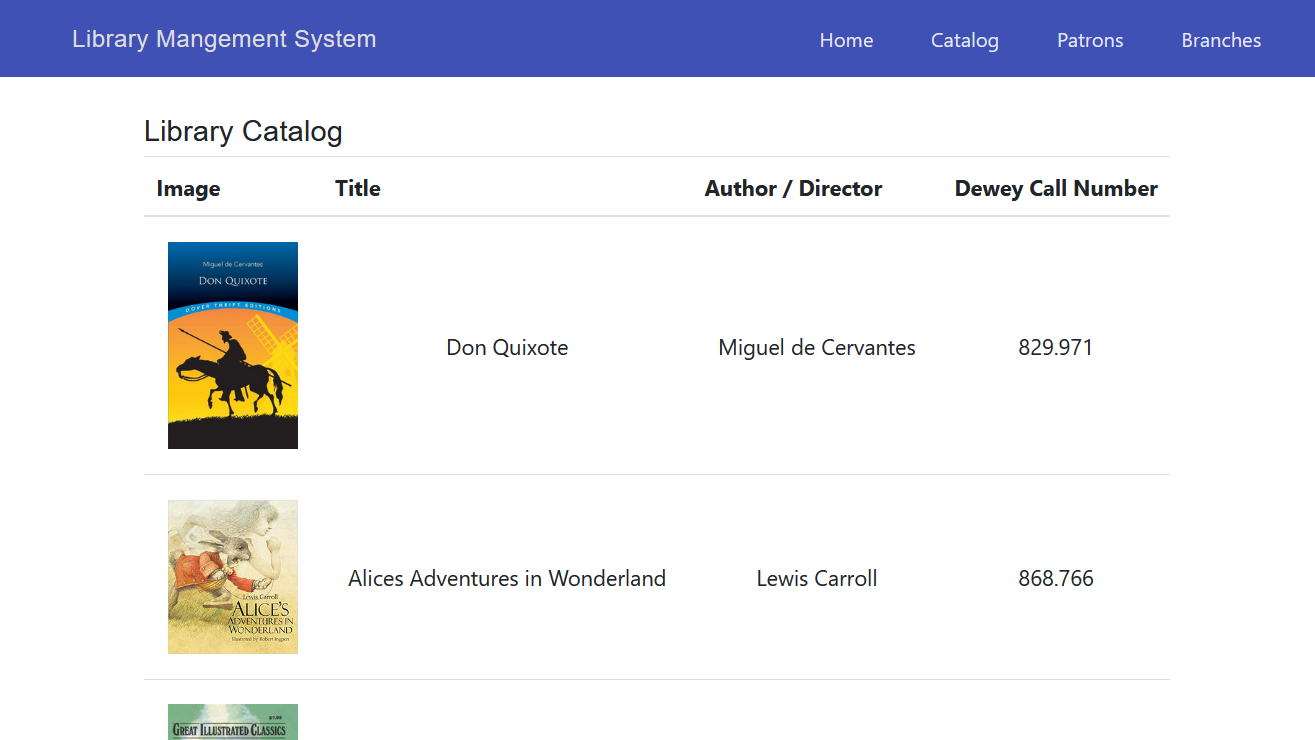 Library Mangement System Home Catalog Patrons Branches
Library Catalog
Image Title Author / Director Dewey Call Number
Miguel de Cervantes
DON QUIXOTE
DOVER THRIFT EDITIONS
Don Quixote Miguel de Cervantes 829.971
Alices Adventures in Wonderland Lewis Carroll 868.766
Lewis Carroll
ALICE'S
ADVENTURES IN
WONDERLAND
Illustrated by Robert Ingpen
GREAT ILLUSTRATED CLASSICS